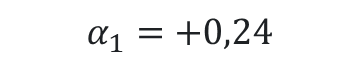 α₁ = +0,24